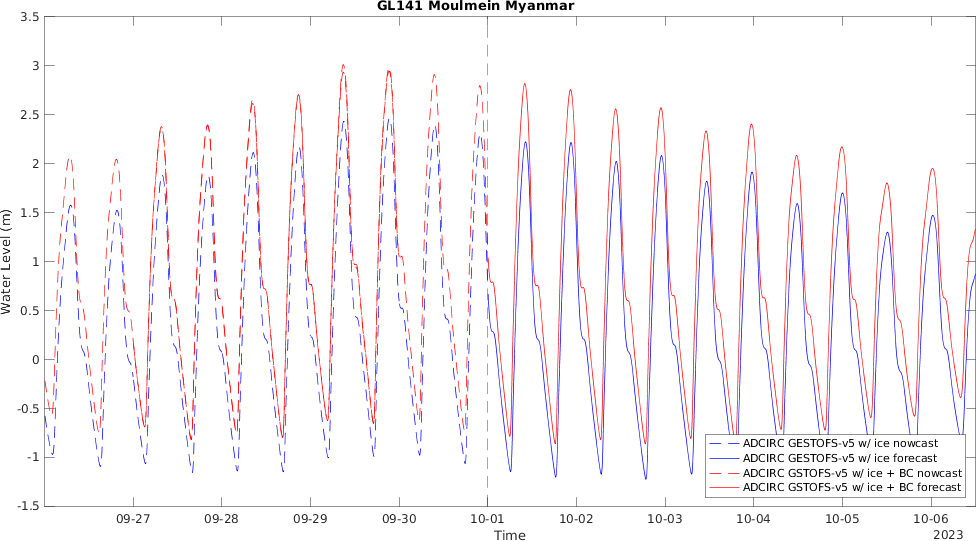 GL141 Moulmein Myanmar
3.5
3
2.5
2
1.5
1
0.5
0
-0.5
-1
-1.5
Water Level (m)
09-27 09-28 09-29 09-30 10-01 10-02 10-03 10-04 10-05 10-06
Time
2023
ADCIRC GESTOFS-v5 w/ ice nowcast
ADCIRC GESTOFS-v5 w/ ice forecast
ADCIRC GSTOFS-v5 w/ ice + BC nowcast
ADCIRC GSTOFS-v5 w/ ice + BC forecast